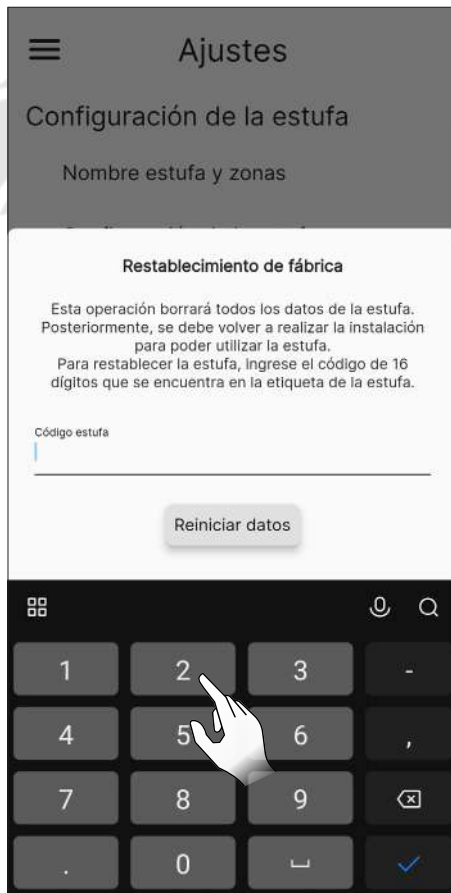 Ajustes
Configuración de la estufa
Nombre estufa y zonas
Restablecimiento de fábrica
Esta operación borrará todos los datos de la estufa.
Posteriormente, se debe volver a realizar la instalación
para poder utilizar la estufa.
Para restablecer la estufa, ingrese el código de 16
dígitos que se encuentra en la etiqueta de la estufa.
Código estufa
Reiniciar datos
1 2 3 -
4 5 6 ,
7 8 9
. 0